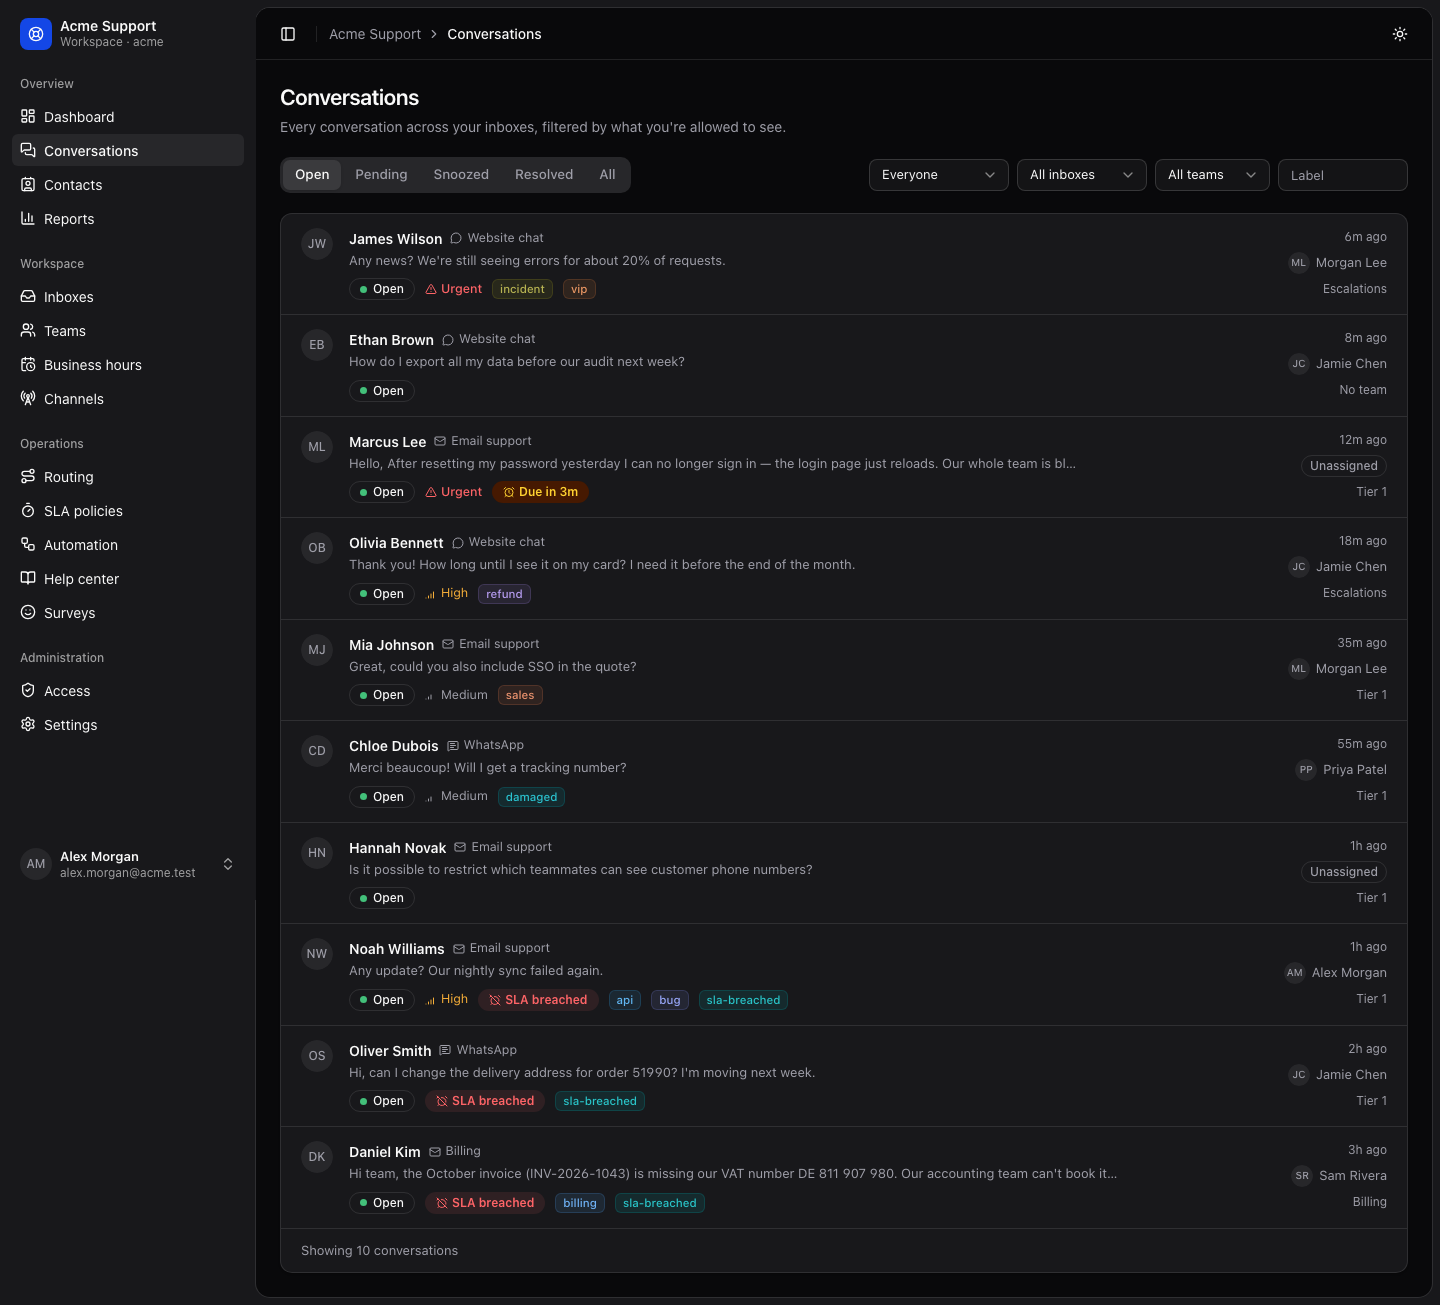 Acme Support
Workspace · acme
Overview
Dashboard
Conversations
Contacts
Reports
Workspace
Inboxes
Teams
Business hours
Channels
Operations
Routing
SLA policies
Automation
Help center
Surveys
Administration
Access
Settings
AM
Alex Morgan
alex.morgan@acme.test
Acme Support > Conversations
Conversations
Every conversation across your inboxes, filtered by what you're allowed to see.
Open Pending Snoozed Resolved All
Everyone All inboxes All teams Label
JW James Wilson Website chat 6m ago
Any news? We're still seeing errors for about 20% of requests. ML Morgan Lee
Open Urgent incident vip Escalations
EB Ethan Brown Website chat 8m ago
How do I export all my data before our audit next week? JC Jamie Chen
Open No team
ML Marcus Lee Email support 12m ago
Hello, After resetting my password yesterday I can no longer sign in — the login page just reloads. Our whole team is bl... Unassigned
Open Urgent Due in 3m Tier 1
OB Olivia Bennett Website chat 18m ago
Thank you! How long until I see it on my card? I need it before the end of the month. JC Jamie Chen
Open High refund Escalations
MJ Mia Johnson Email support 35m ago
Great, could you also include SSO in the quote? ML Morgan Lee
Open Medium sales Tier 1
CD Chloe Dubois WhatsApp 55m ago
Merci beaucoup! Will I get a tracking number? PP Priya Patel
Open Medium damaged Tier 1
HN Hannah Novak Email support 1h ago
Is it possible to restrict which teammates can see customer phone numbers? Unassigned
Open Tier 1
NW Noah Williams Email support 1h ago
Any update? Our nightly sync failed again. AM Alex Morgan
Open High SLA breached api bug sla-breached Tier 1
OS Oliver Smith WhatsApp 2h ago
Hi, can I change the delivery address for order 51990? I'm moving next week. JC Jamie Chen
Open SLA breached sla-breached Tier 1
DK Daniel Kim Billing 3h ago
Hi team, the October invoice (INV-2026-1043) is missing our VAT number DE 811 907 980. Our accounting team can't book it... SR Sam Rivera
Open SLA breached billing sla-breached Billing
Showing 10 conversations